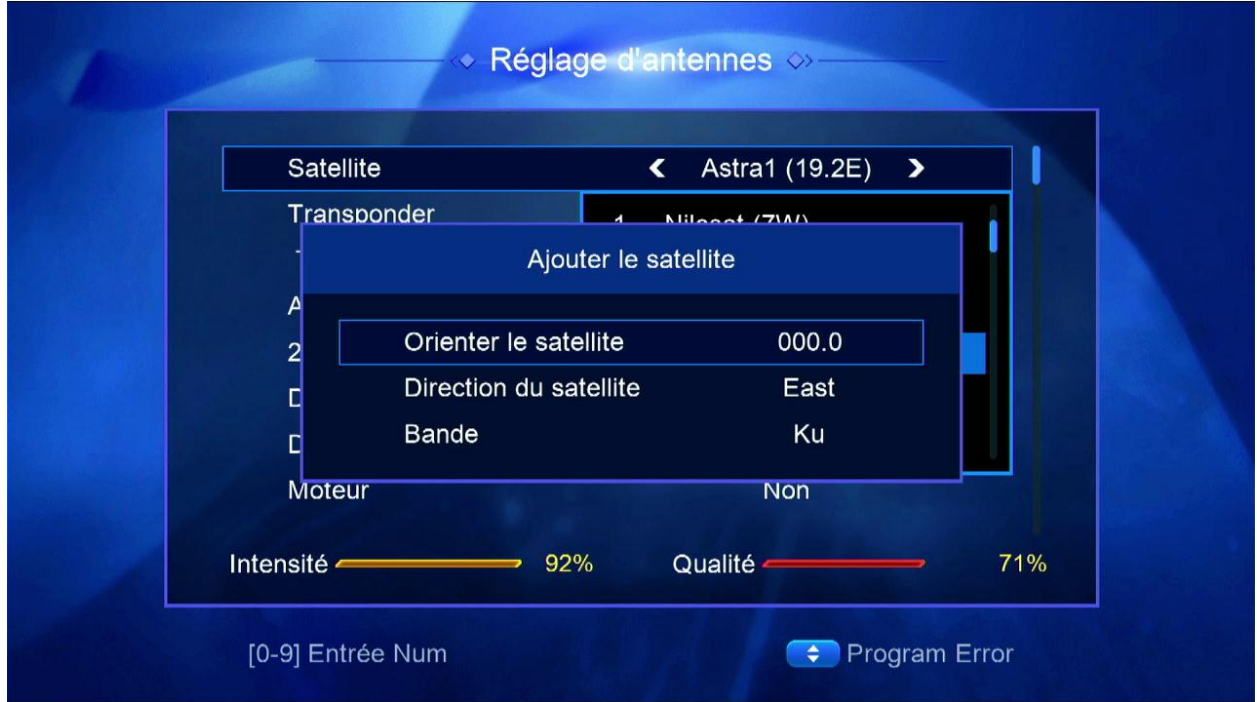 Réglage d'antennes
Satellite Astra1 (19.2E)
Transponder
Ajouter le satellite
Orienter le satellite 000.0
2
Direction du satellite East
Bande Ku
Moteur Non
Intensité 92% Qualité 71%
[0-9] Entrée Num Program Error